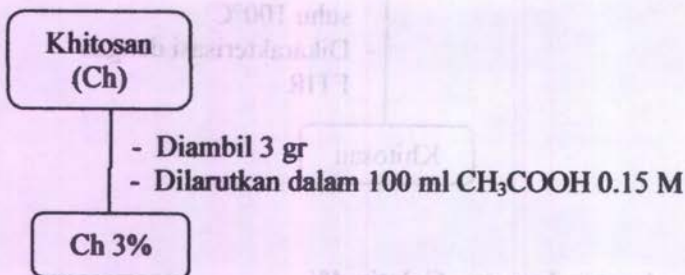 Khitosan
(Ch)
- Diambil 3 gr
- Dilarutkan dalam 100 ml CH₃COOH 0.15 M
Ch 3%